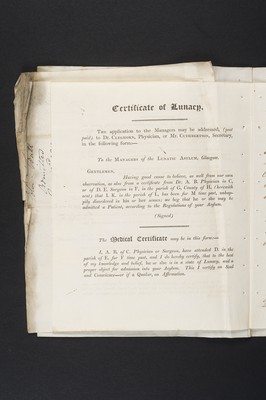 Certificate of Lunacy.
The application to the Managers may be addressed, (post
paid) to Dr. Cleghorn, Physician, or Mr. Cuthbertson, Secretary,
in the following form:—
To the Managers of the Lunatic Asylum, Glasgow.
Gentlemen,
Having good cause to believe, as well from our own
observation, as also from a certificate from Dr. A. B. Physician in C,
or of D. E. Surgeon in F, in the parish of G, County of H, (herewith
sent) that I. K. in the parish of L, has been for M time past, unhap-
pily disordered in his or her senses; we beg that he or she may be
admitted a Patient, according to the Regulations of your Asylum.
(Signed)
The Medical Certificate may be in this form:—
I. A. B. of C. Physician or Surgeon, have attended D. in the
parish of E. for F time past, and I do hereby certify, that to the best
of my knowledge and belief, he or she is in a state of Lunacy, and a
proper object for admission into your Asylum. This I certify on Soul
and Conscience—or if a Quaker, on Affirmation.